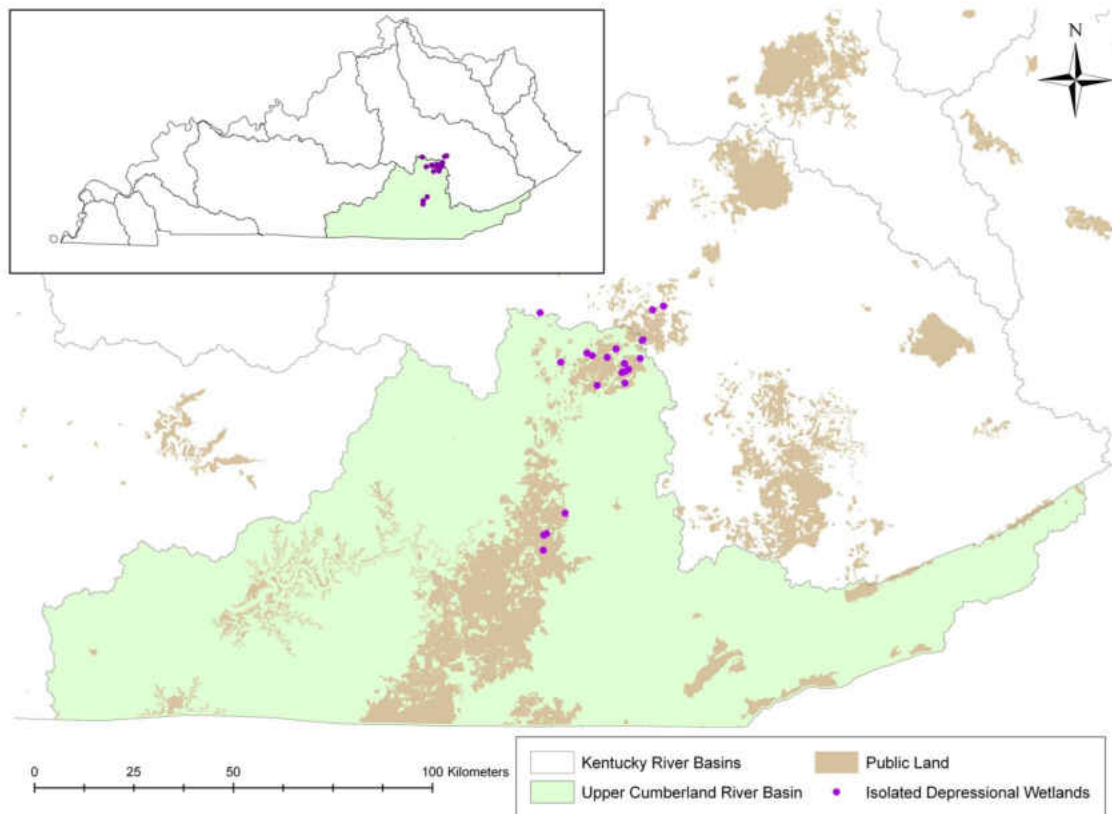 N
0 25 50 100 Kilometers
Kentucky River Basins
Public Land
Upper Cumberland River Basin
Isolated Depressional Wetlands